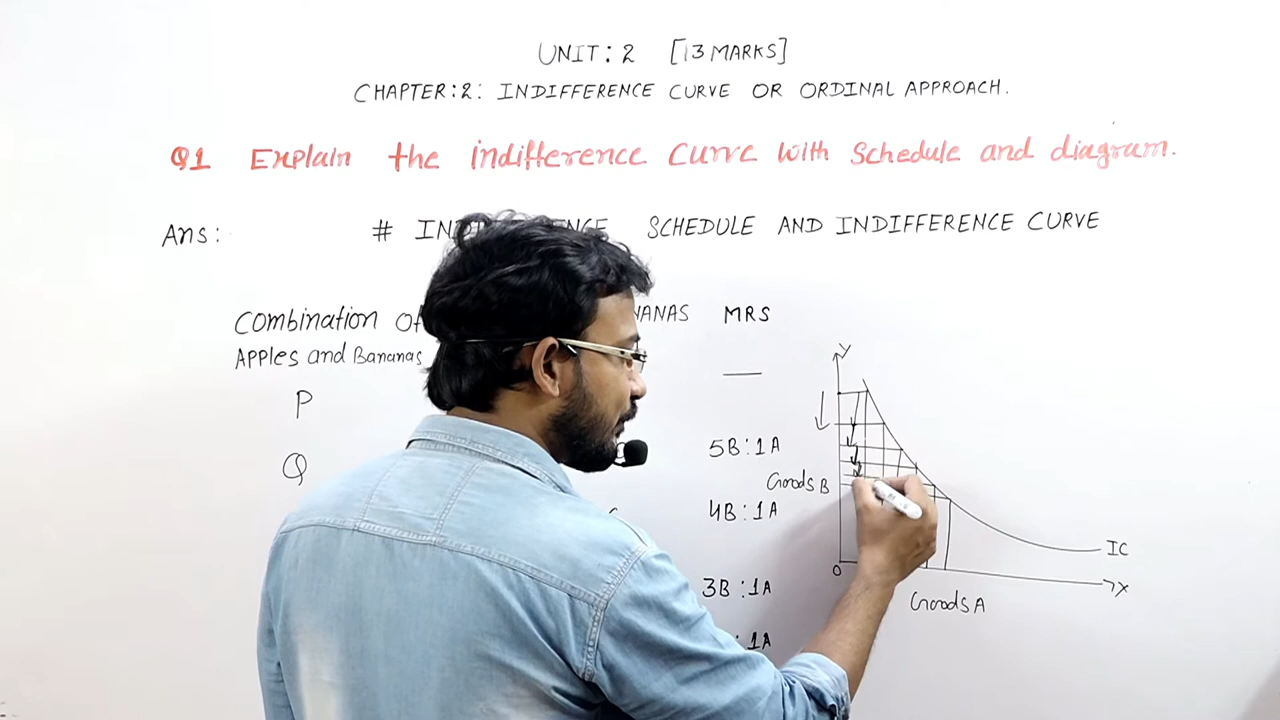 UNIT: 2 [13 MARKS]
CHAPTER:2: INDIFFERENCE CURVE OR ORDINAL APPROACH.
Q1 Explain the indifference Curve with Schedule and diagram.
Ans: # SCHEDULE AND INDIFFERENCE CURVE
Combination Of MRS
Apples and Bananas
—
P
Q
5B:1A
4B:1A
3B:1A
:1A
Y
Goods B
O
IC
X
Goods A